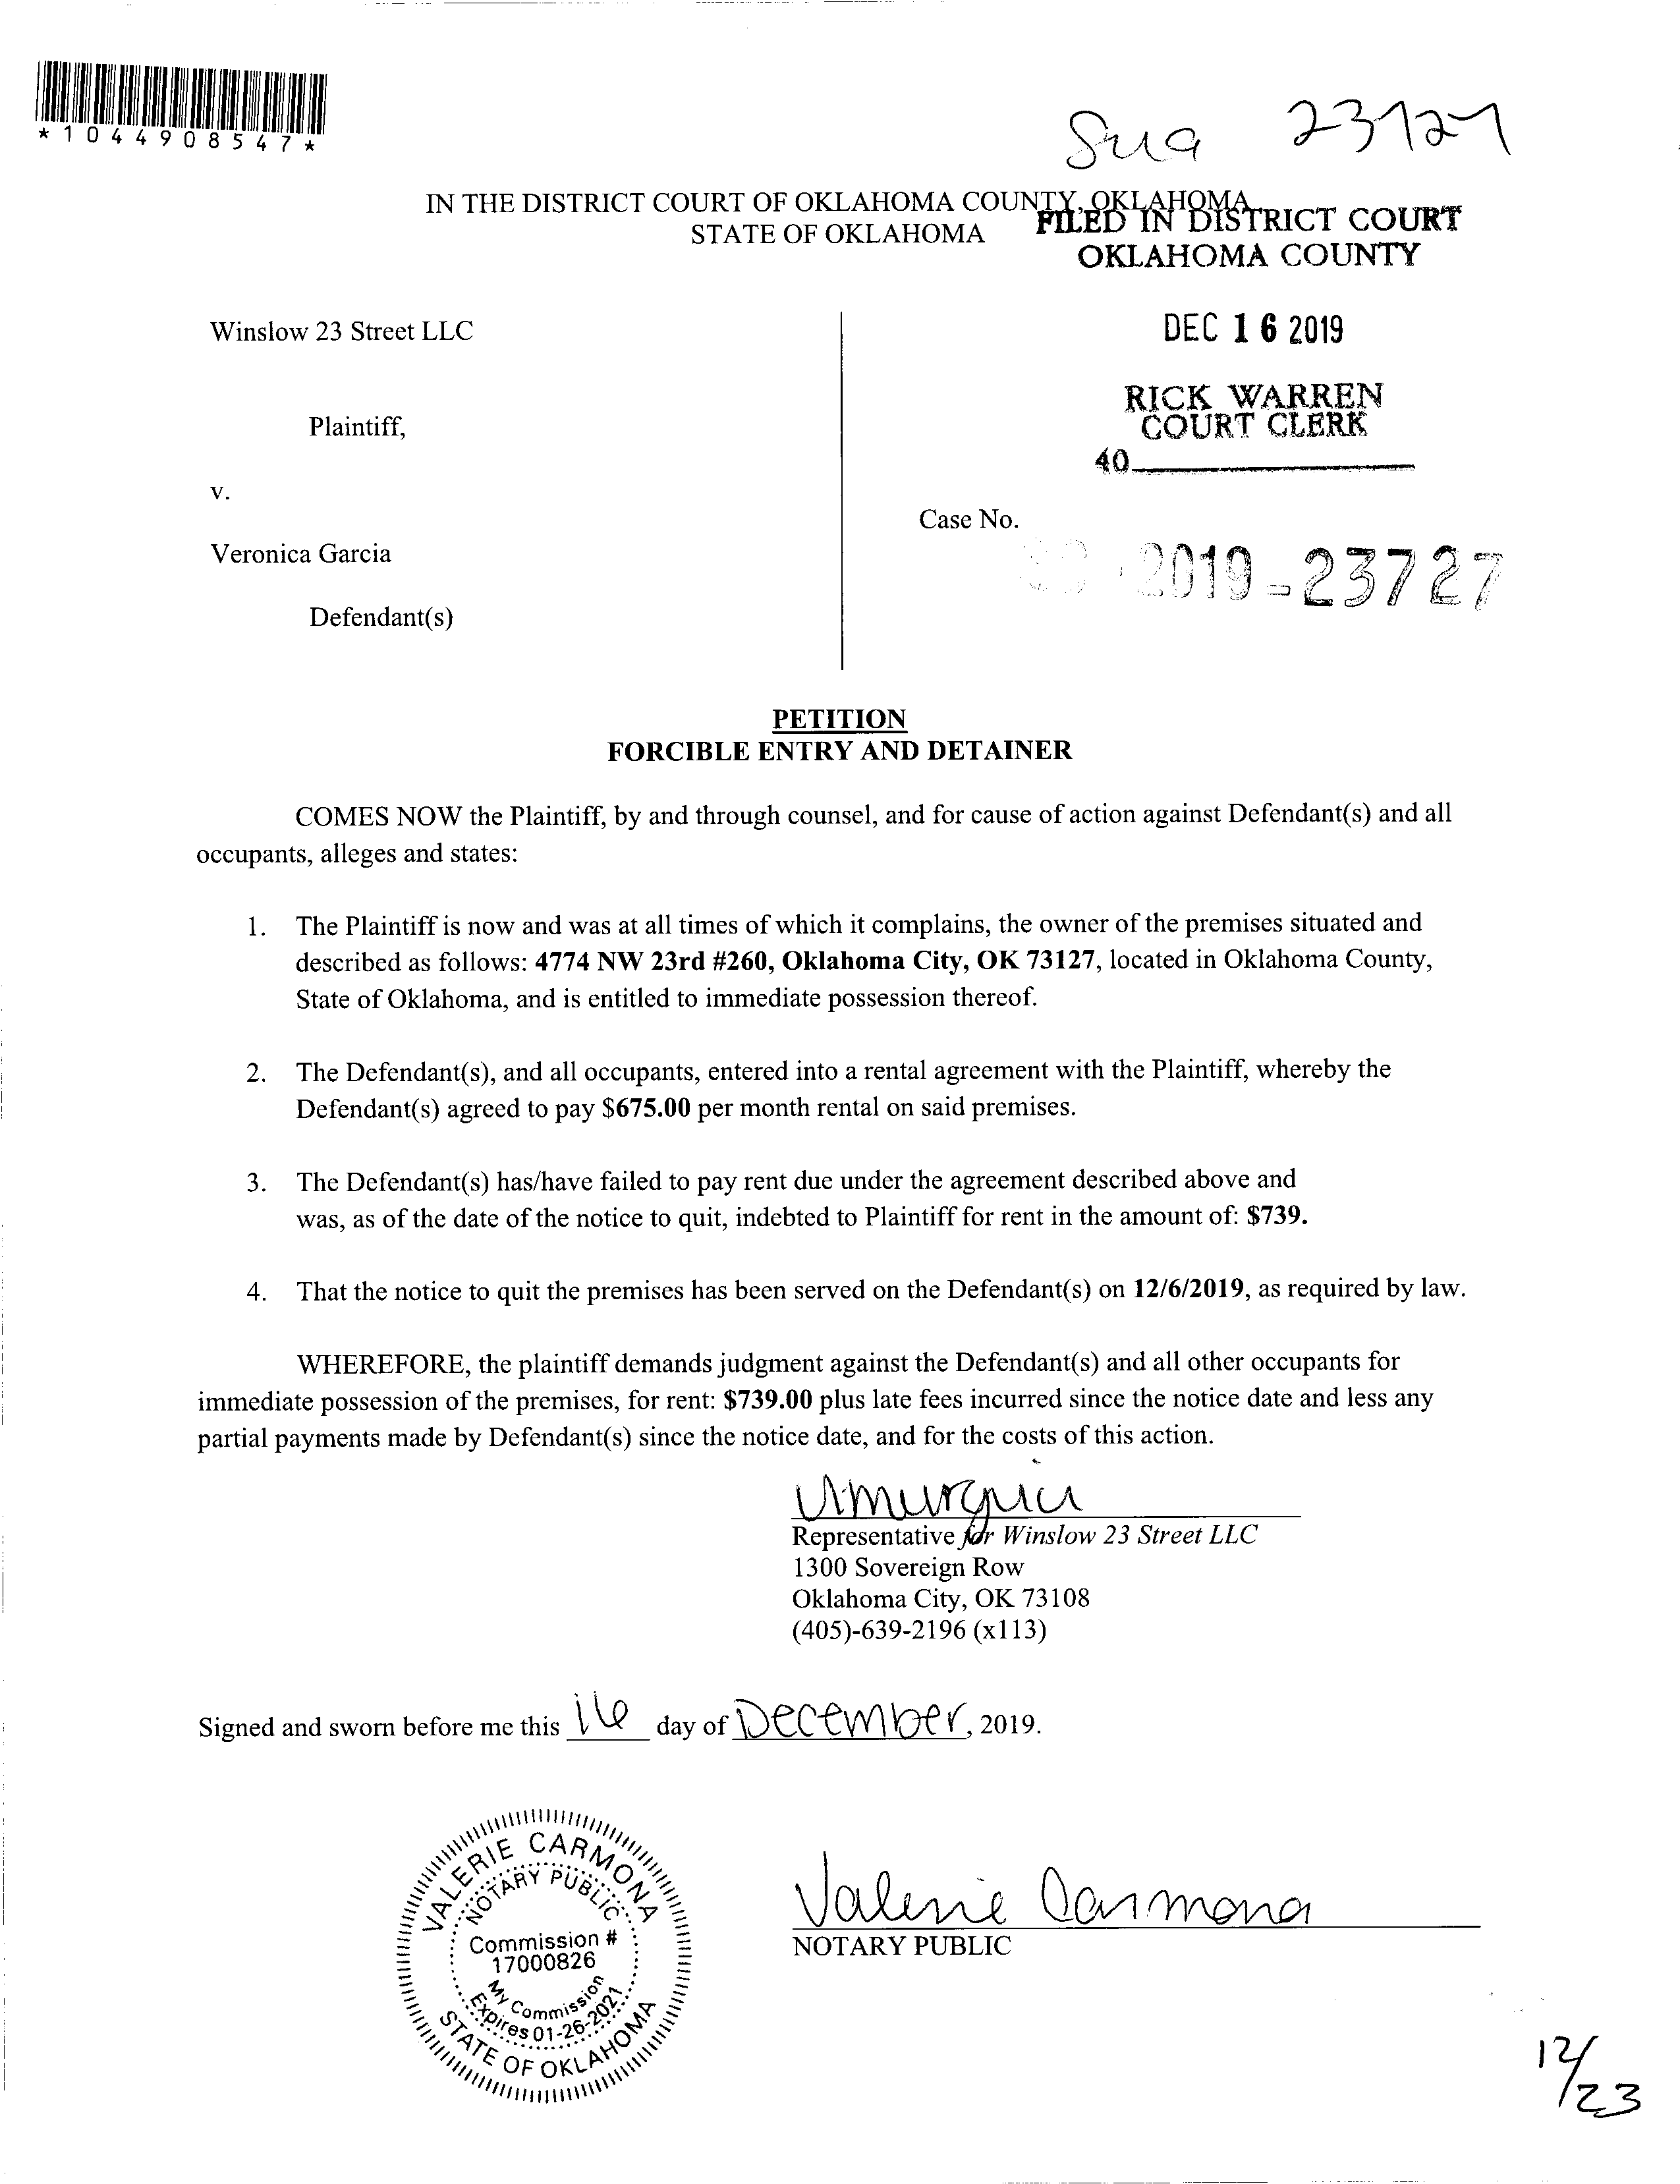 *1044908547*
IN THE DISTRICT COURT OF OKLAHOMA COUNTY, OKLAHOMA
STATE OF OKLAHOMA
FILED IN DISTRICT COURT
OKLAHOMA COUNTY
DEC 16 2019
RICK WARREN
COURT CLERK
40
Winslow 23 Street LLC
Plaintiff,
v.
Veronica Garcia
Defendant(s)
Case No.
2019-23727
PETITION
FORCIBLE ENTRY AND DETAINER
COMES NOW the Plaintiff, by and through counsel, and for cause of action against Defendant(s) and all
occupants, alleges and states:
1. The Plaintiff is now and was at all times of which it complains, the owner of the premises situated and
described as follows: 4774 NW 23rd #260, Oklahoma City, OK 73127, located in Oklahoma County,
State of Oklahoma, and is entitled to immediate possession thereof.
2. The Defendant(s), and all occupants, entered into a rental agreement with the Plaintiff, whereby the
Defendant(s) agreed to pay $675.00 per month rental on said premises.
3. The Defendant(s) has/have failed to pay rent due under the agreement described above and
was, as of the date of the notice to quit, indebted to Plaintiff for rent in the amount of: $739.
4. That the notice to quit the premises has been served on the Defendant(s) on 12/6/2019, as required by law.
WHEREFORE, the plaintiff demands judgment against the Defendant(s) and all other occupants for
immediate possession of the premises, for rent: $739.00 plus late fees incurred since the notice date and less any
partial payments made by Defendant(s) since the notice date, and for the costs of this action.
Representative for Winslow 23 Street LLC
1300 Sovereign Row
Oklahoma City, OK 73108
(405)-639-2196 (x113)
Signed and sworn before me this 16 day of December, 2019.
VALERIE CARMONA
NOTARY PUBLIC
Commission #
17000826
My Commission
Expires 01-26-2021
STATE OF OKLAHOMA
Valerie Carmona
NOTARY PUBLIC
12/23